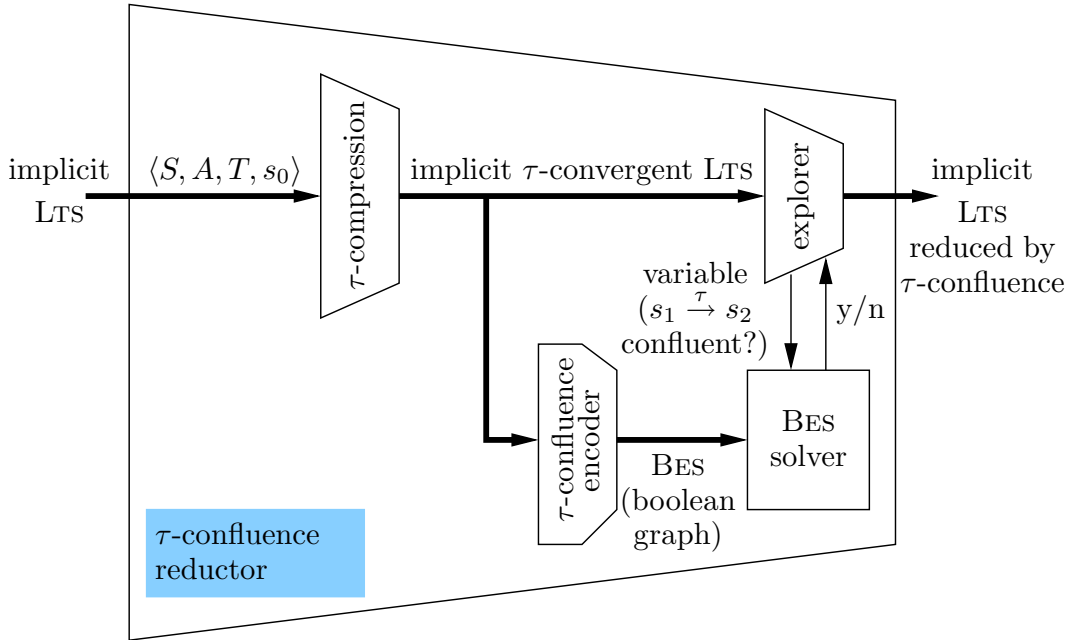 implicit
LTS
⟨S, A, T, s₀⟩
τ-compression
implicit τ-convergent LTS
explorer
implicit
LTS
reduced by
τ-confluence
variable
(s₁ →τ s₂
confluent?)
y/n
τ-confluence
encoder
BES
(boolean
graph)
BES
solver
τ-confluence
reductor